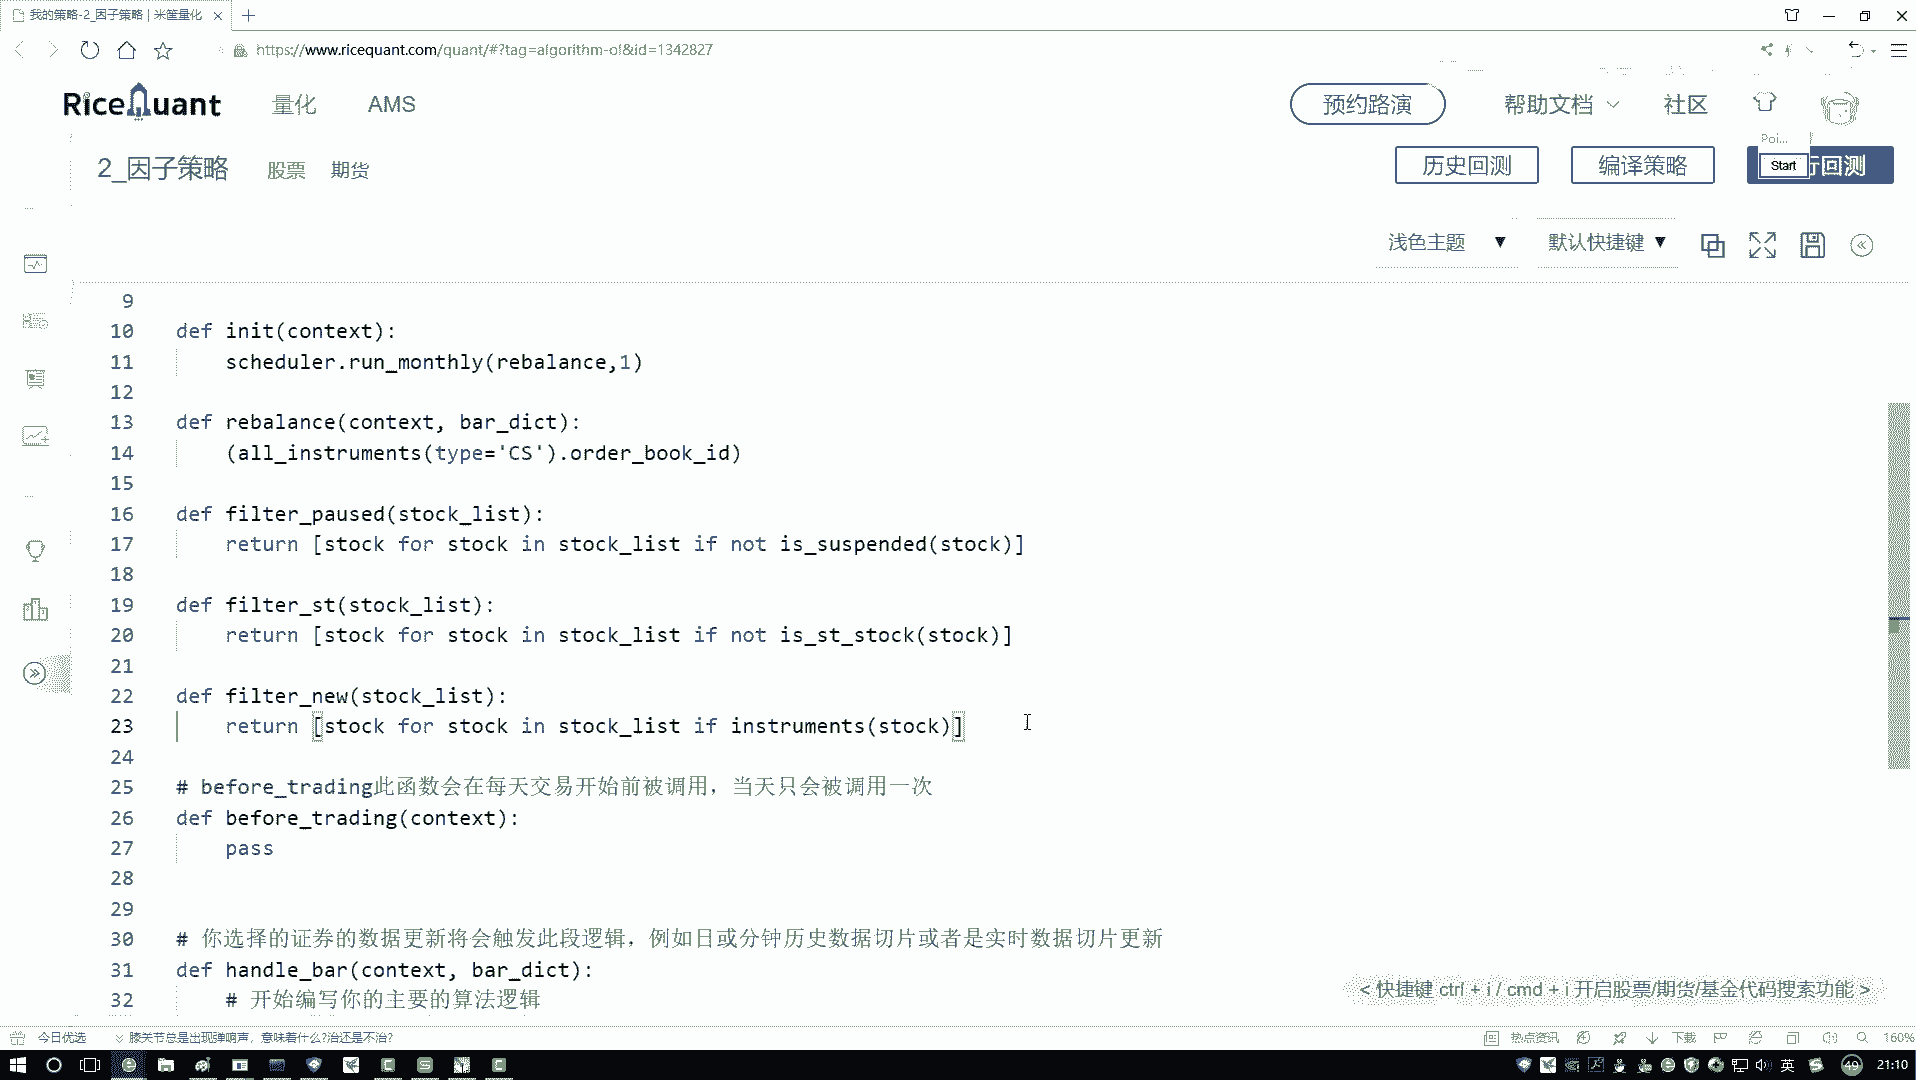 我的策略-2_因子策略 | 米筐量化
https://www.ricequant.com/quant/#?tag=algorithm-of&id=1342827
RiceQuant 量化 AMS 预约路演 帮助文档 社区
Poi...
2_因子策略 股票 期货 历史回测 编译策略 Start 行回测
浅色主题 ▼ 默认快捷键 ▼
9
10 def init(context):
11     scheduler.run_monthly(rebalance,1)
12
13 def rebalance(context, bar_dict):
14     (all_instruments(type='CS').order_book_id)
15
16 def filter_paused(stock_list):
17     return [stock for stock in stock_list if not is_suspended(stock)]
18
19 def filter_st(stock_list):
20     return [stock for stock in stock_list if not is_st_stock(stock)]
21
22 def filter_new(stock_list):
23     return [stock for stock in stock_list if instruments(stock)]
24
25 # before_trading此函数会在每天交易开始前被调用，当天只会被调用一次
26 def before_trading(context):
27     pass
28
29
30 # 你选择的证券的数据更新将会触发此段逻辑，例如日或分钟历史数据切片或者是实时数据切片更新
31 def handle_bar(context, bar_dict):
32     # 开始编写你的主要的算法逻辑
< 快捷键 ctrl + i / cmd + i 开启股票/期货/基金代码搜索功能 >
今日优选 膝关节总是出现弹响声，意味着什么?治还是不治? 热点资讯 下载 160%
英 49 21:10